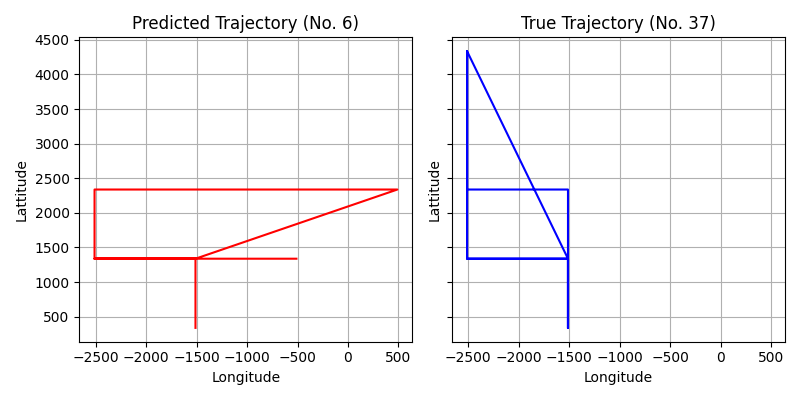 Predicted Trajectory (No. 6)
True Trajectory (No. 37)
4500
4000
3500
3000
2500
2000
1500
1000
500
Lattitude
Lattitude
−2500 −2000 −1500 −1000 −500 0 500
−2500 −2000 −1500 −1000 −500 0 500
Longitude
Longitude